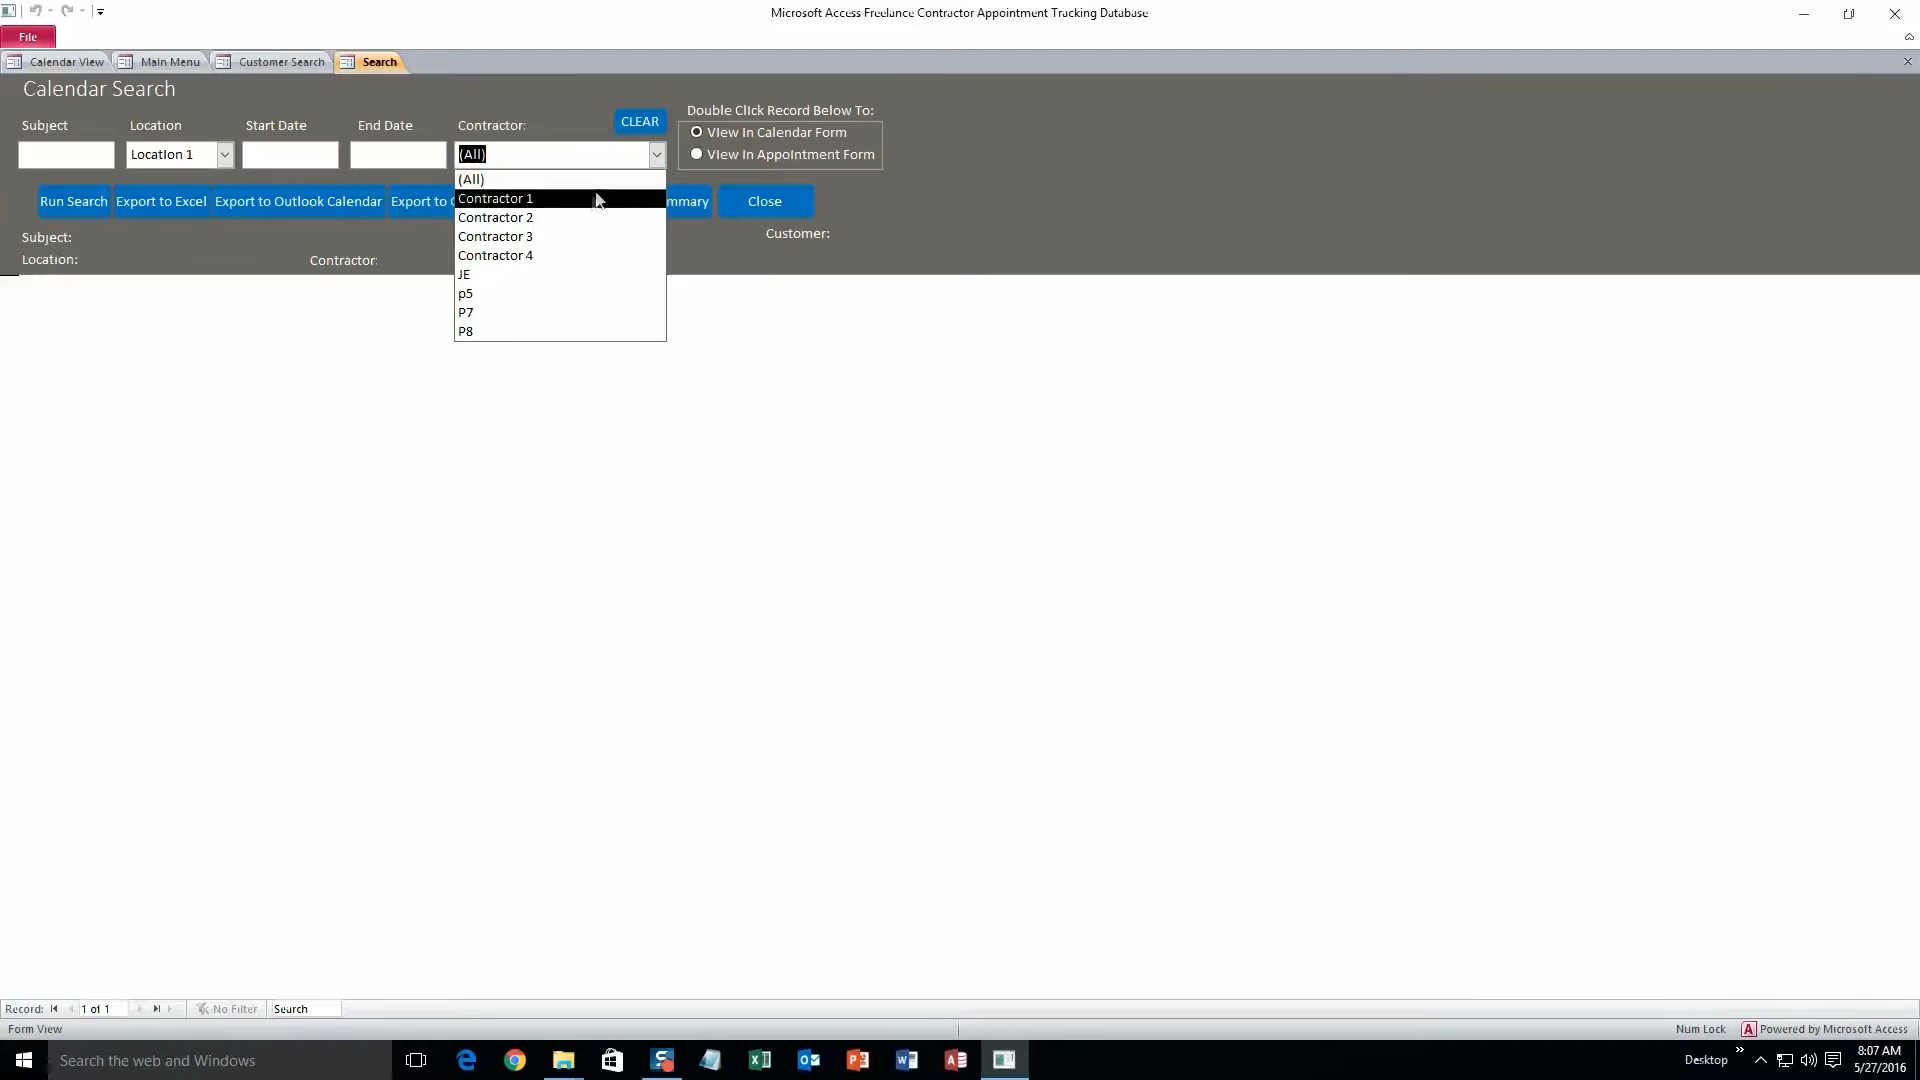 Microsoft Access Freelance Contractor Appointment Tracking Database
File
Calendar View
Main Menu
Customer Search
Search
Calendar Search
Subject
Location
Start Date
End Date
Contractor:
CLEAR
Double Click Record Below To:
View In Calendar Form
View In Appointment Form
Location 1
(All)
(All)
Contractor 1
Contractor 2
Contractor 3
Contractor 4
JE
p5
P7
P8
Run Search
Export to Excel
Export to Outlook Calendar
Export to
mmary
Close
Subject:
Customer:
Location:
Contractor:
Record:
1 of 1
No Filter
Search
Form View
Num Lock
Powered by Microsoft Access
Search the web and Windows
Desktop
8:07 AM
5/27/2016